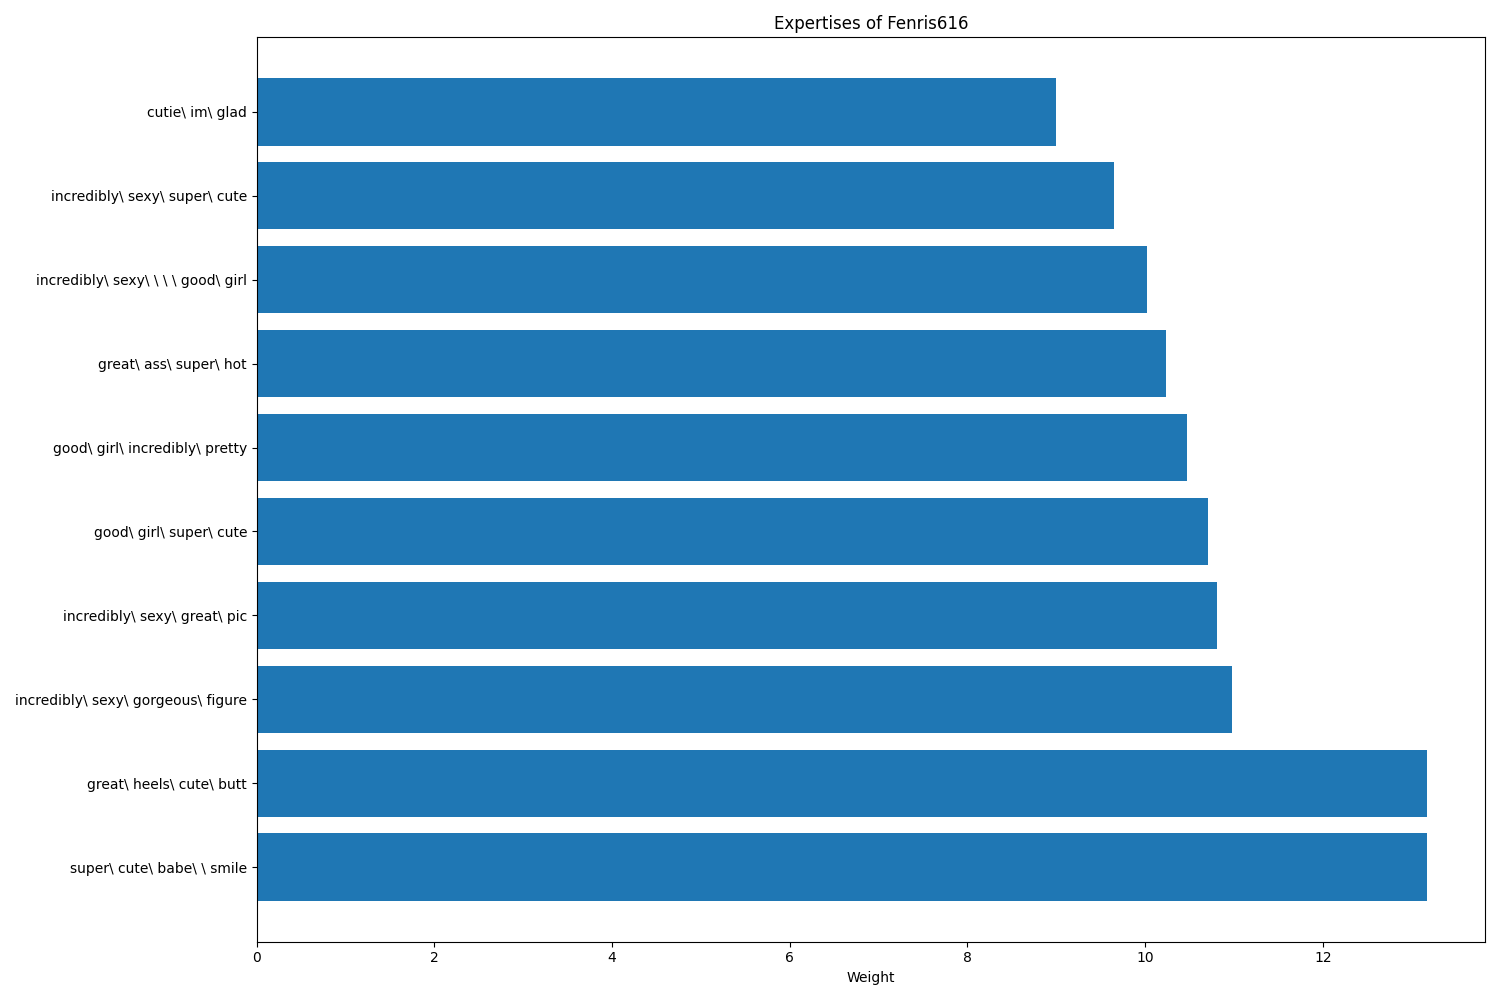 Expertises of Fenris616
cutie\ im\ glad
incredibly\ sexy\ super\ cute
incredibly\ sexy\ \ \ \ good\ girl
great\ ass\ super\ hot
good\ girl\ incredibly\ pretty
good\ girl\ super\ cute
incredibly\ sexy\ great\ pic
incredibly\ sexy\ gorgeous\ figure
great\ heels\ cute\ butt
super\ cute\ babe\ \ smile
0 2 4 6 8 10 12
Weight